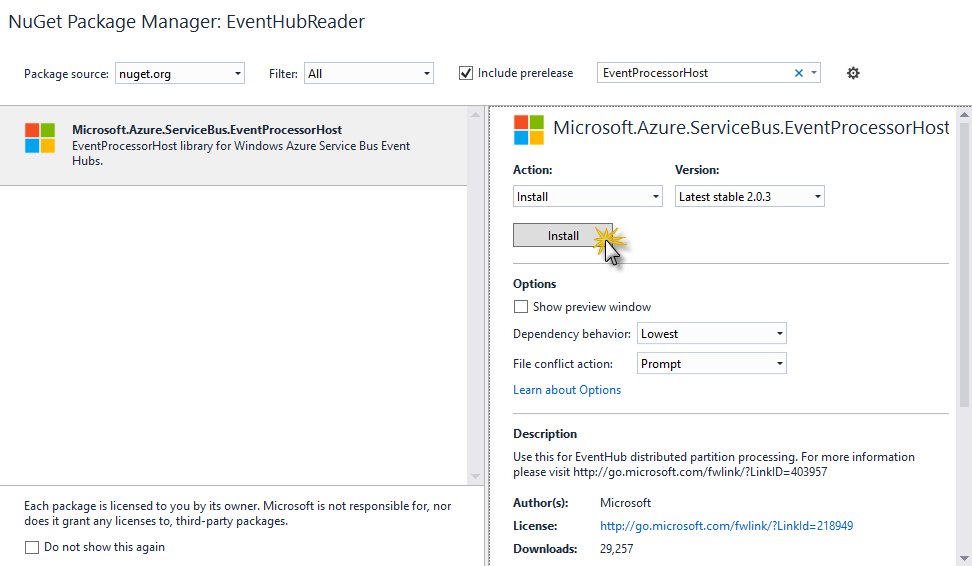 NuGet Package Manager: EventHubReader
Package source: nuget.org Filter: All Include prerelease EventProcessorHost
Microsoft.Azure.ServiceBus.EventProcessorHost
EventProcessorHost library for Windows Azure Service Bus Event
Hubs.
Each package is licensed to you by its owner. Microsoft is not responsible for, nor
does it grant any licenses to, third-party packages.
Do not show this again
Microsoft.Azure.ServiceBus.EventProcessorHost
Action: Version:
Install Latest stable 2.0.3
Install
Options
Show preview window
Dependency behavior: Lowest
File conflict action: Prompt
Learn about Options
Description
Use this for EventHub distributed partition processing. For more information
please visit http://go.microsoft.com/fwlink/?LinkID=403957
Author(s): Microsoft
License: http://go.microsoft.com/fwlink/?LinkId=218949
Downloads: 29,257